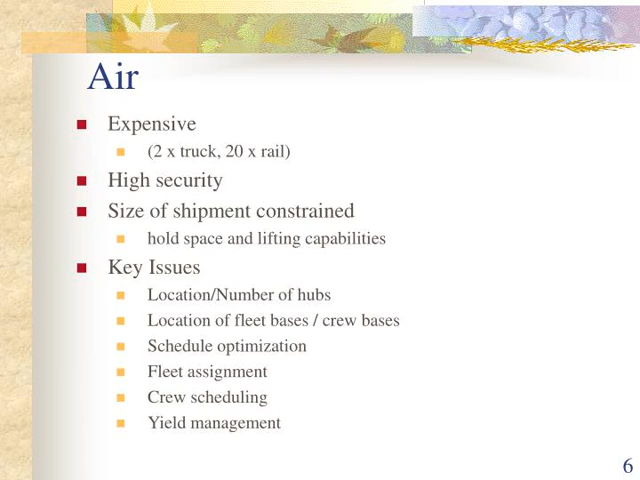 Air
Expensive
(2 x truck, 20 x rail)
High security
Size of shipment constrained
hold space and lifting capabilities
Key Issues
Location/Number of hubs
Location of fleet bases / crew bases
Schedule optimization
Fleet assignment
Crew scheduling
Yield management
6